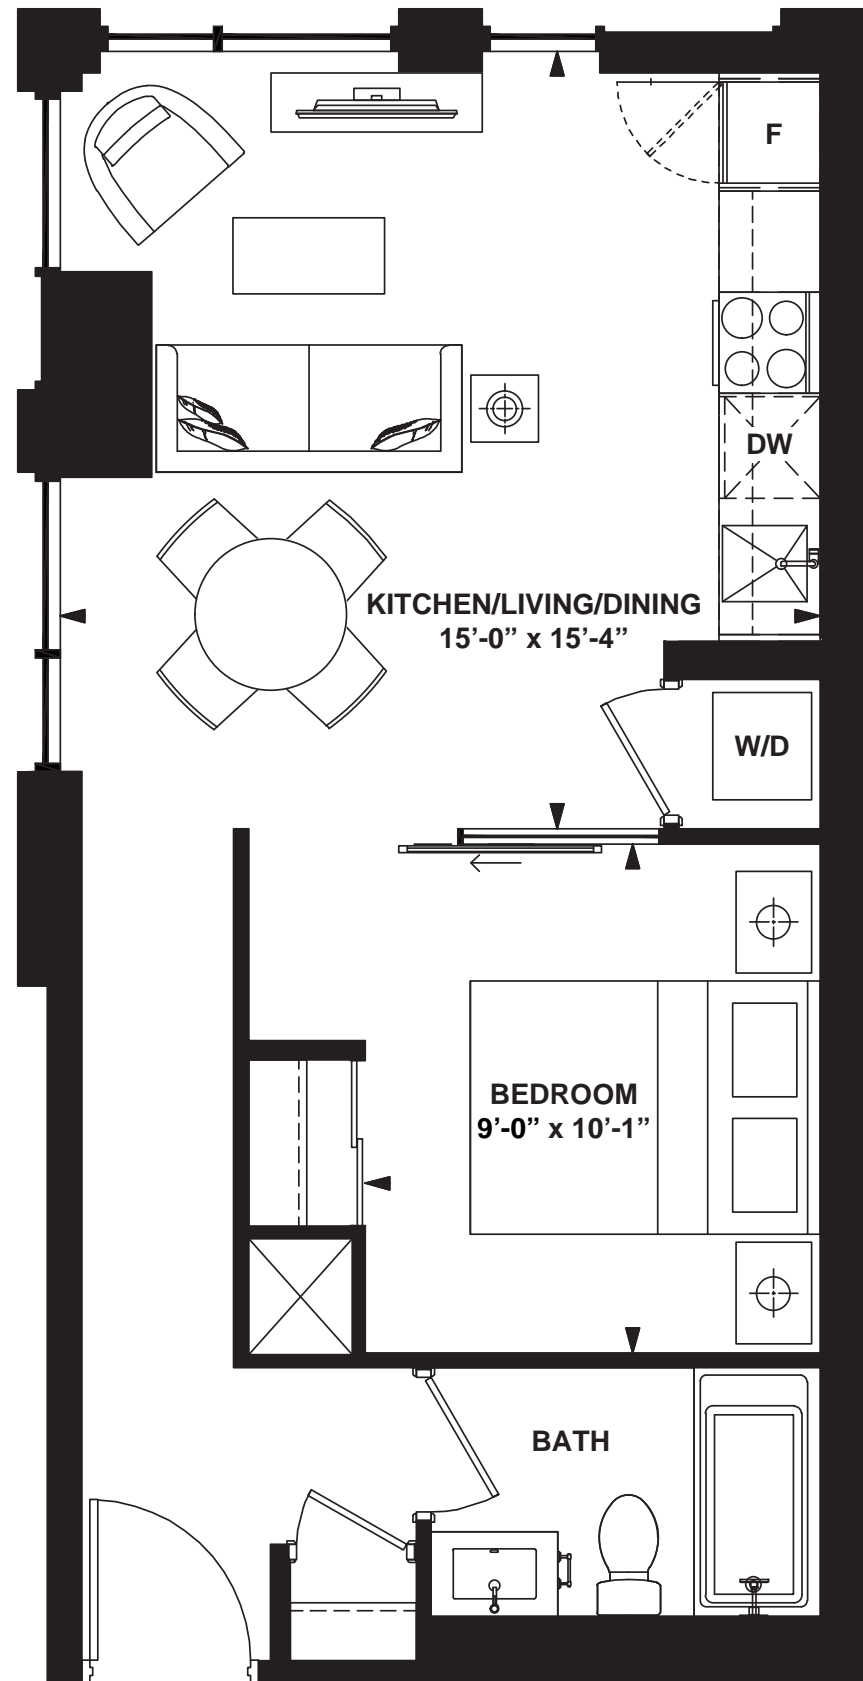 F
DW
KITCHEN/LIVING/DINING
15’-0” x 15’-4”
W/D
BEDROOM
9’-0” x 10’-1”
BATH